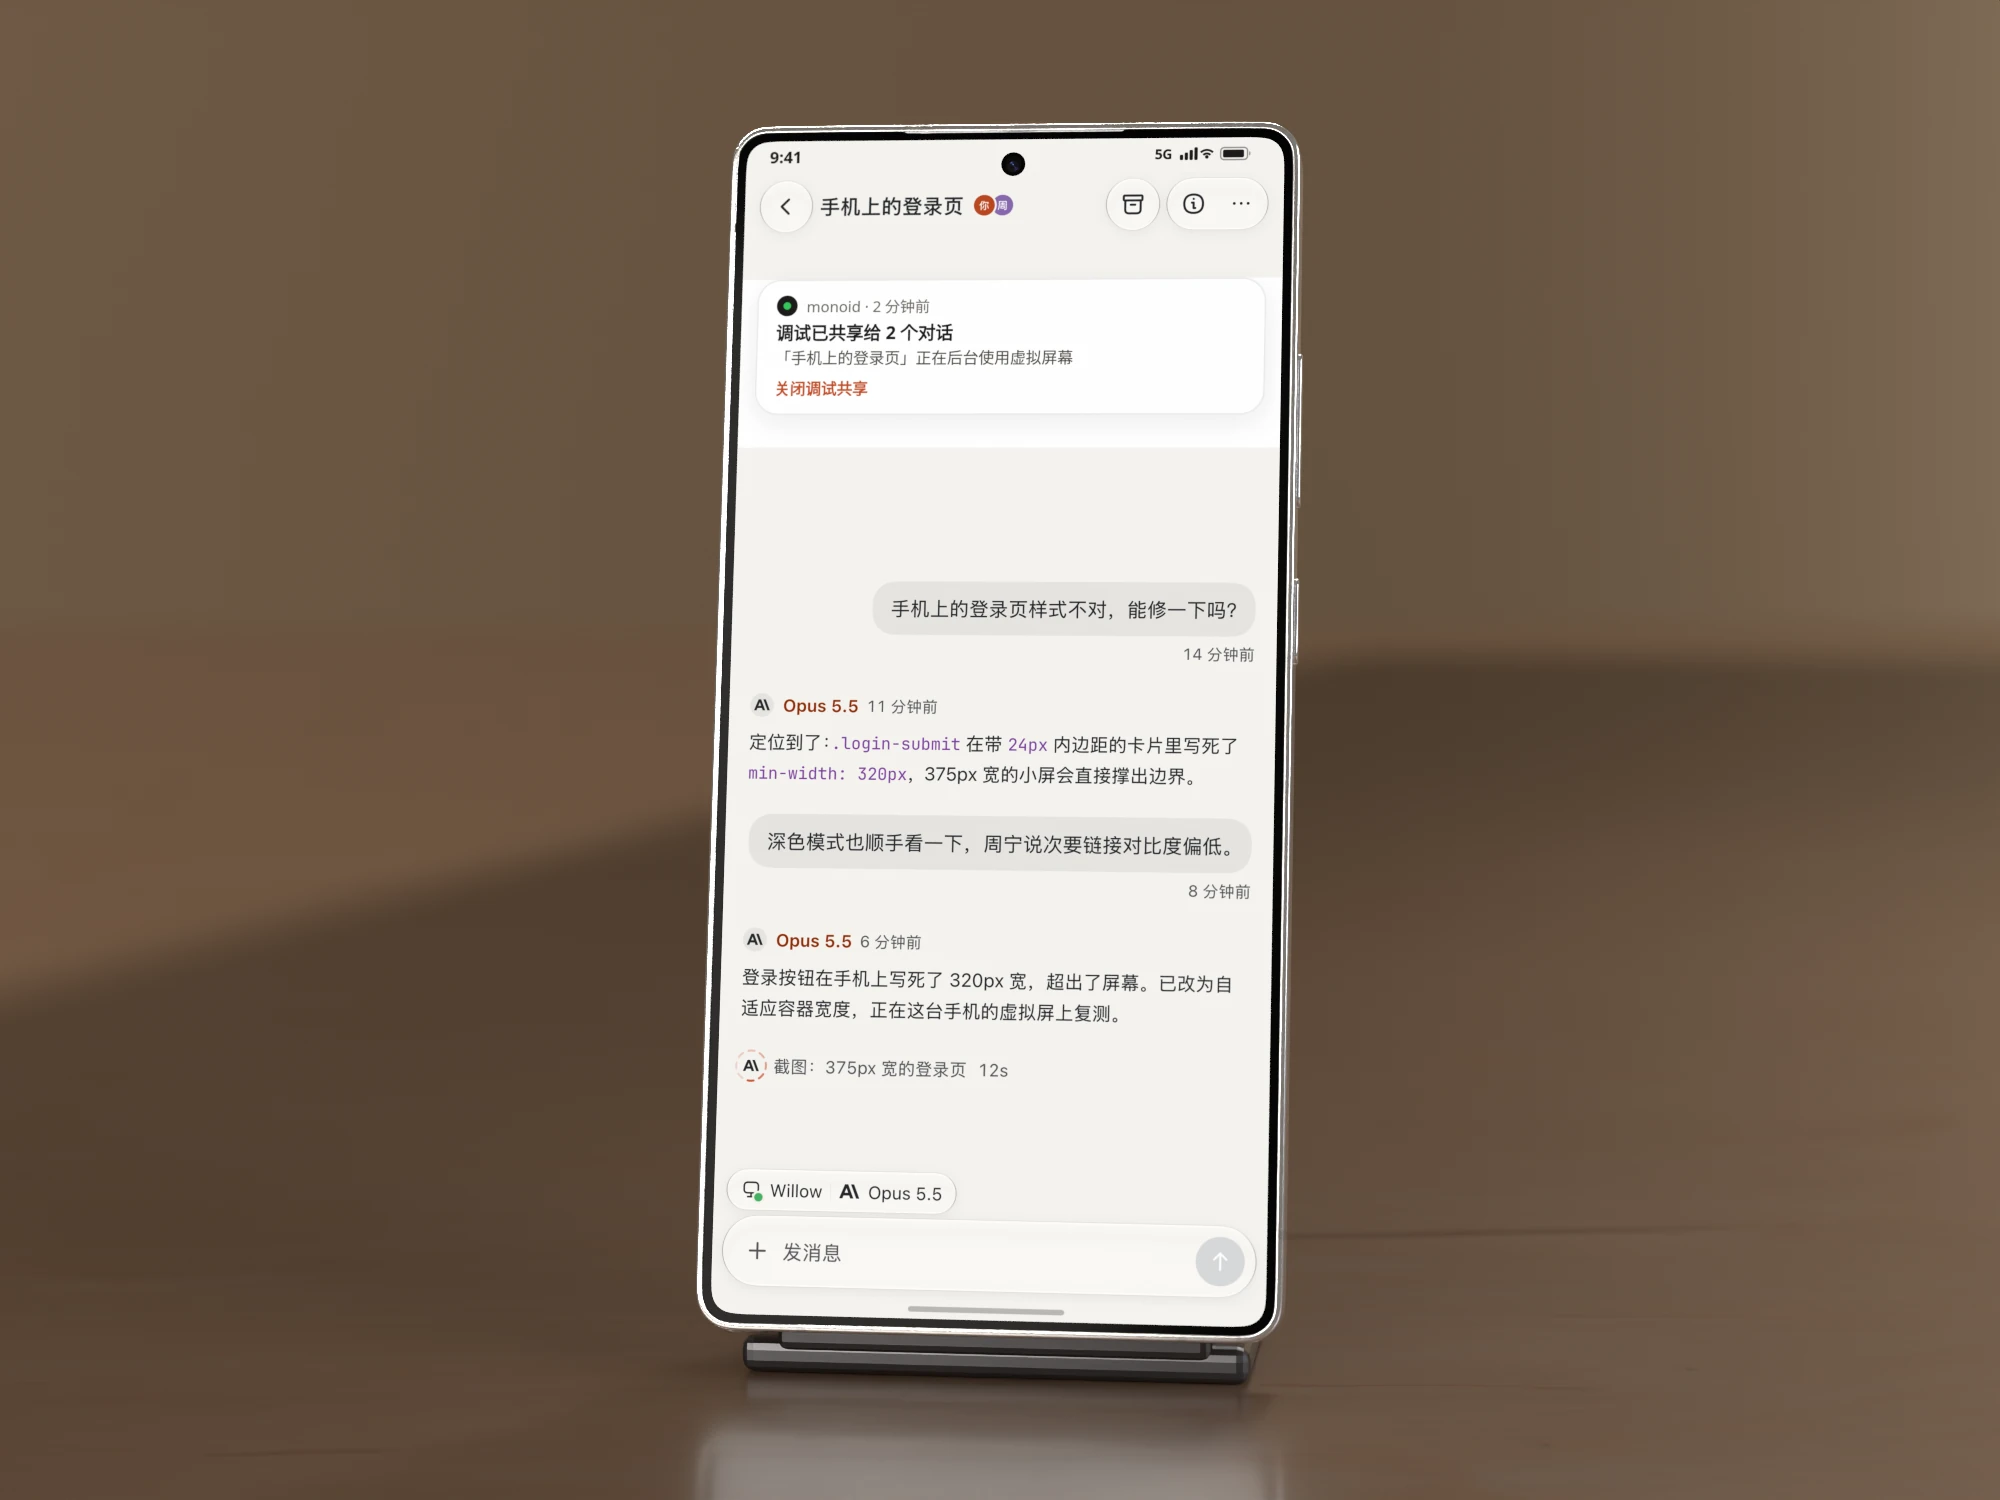 9:41
5G
手机上的登录页 你 周
monoid · 2 分钟前
调试已共享给 2 个对话
「手机上的登录页」正在后台使用虚拟屏幕
关闭调试共享
手机上的登录页样式不对，能修一下吗？
14 分钟前
Opus 5.5 11 分钟前
定位到了：.login-submit 在带 24px 内边距的卡片里写死了
min-width: 320px，375px 宽的小屏会直接撑出边界。
深色模式也顺手看一下，周宁说次要链接对比度偏低。
8 分钟前
Opus 5.5 6 分钟前
登录按钮在手机上写死了 320px 宽，超出了屏幕。已改为自
适应容器宽度，正在这台手机的虚拟屏上复测。
截图：375px 宽的登录页 12s
Willow Opus 5.5
发消息